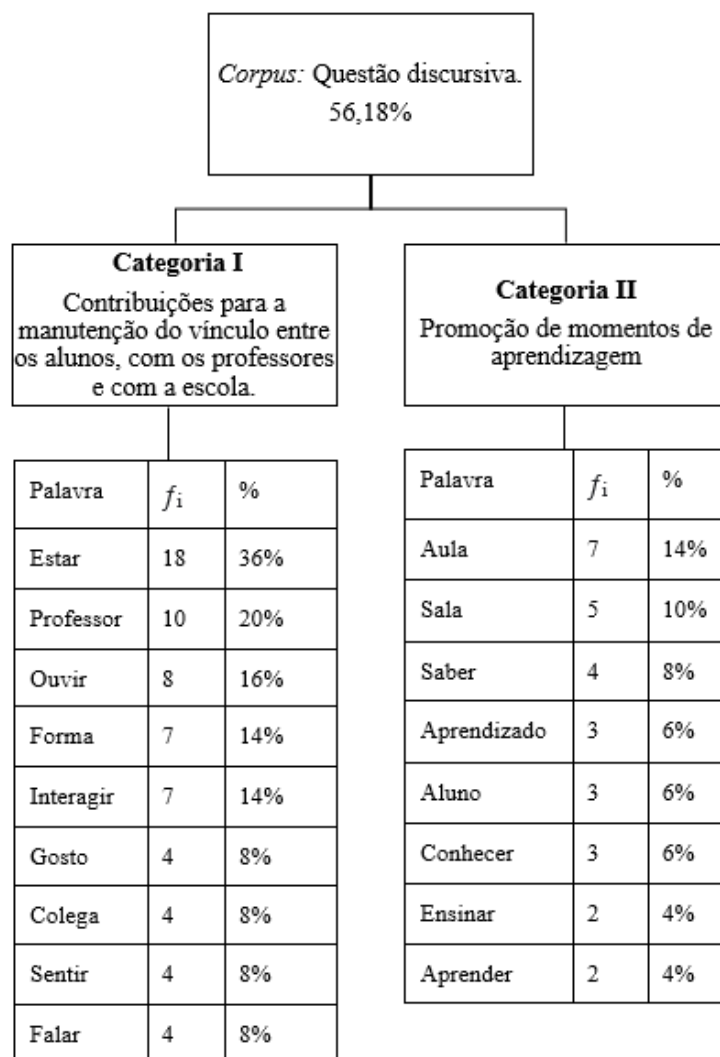 Corpus: Questão discursiva.
56,18%
Categoria I
Contribuições para a
manutenção do vínculo entre
os alunos, com os professores
e com a escola.
Categoria II
Promoção de momentos de
aprendizagem
Palavra fi %
Estar 18 36%
Professor 10 20%
Ouvir 8 16%
Forma 7 14%
Interagir 7 14%
Gosto 4 8%
Colega 4 8%
Sentir 4 8%
Falar 4 8%
Palavra fi %
Aula 7 14%
Sala 5 10%
Saber 4 8%
Aprendizado 3 6%
Aluno 3 6%
Conhecer 3 6%
Ensinar 2 4%
Aprender 2 4%